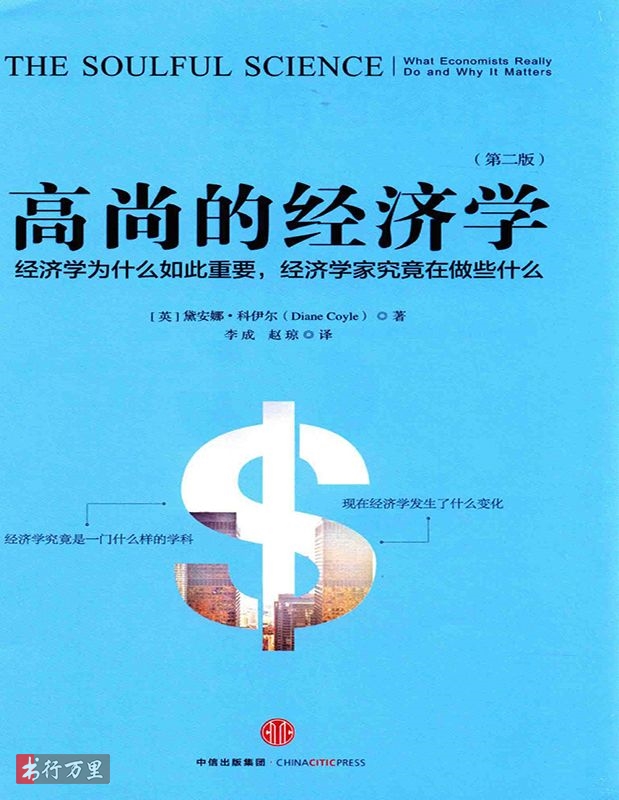 THE SOULFUL SCIENCE
What Economists Really
Do and Why It Matters
（第二版）
高尚的经济学
经济学为什么如此重要，经济学家究竟在做些什么
[英]黛安娜·科伊尔（Diane Coyle）◎著
李成 赵琼◎译
现在经济学发生了什么变化
经济学究竟是一门什么样的学科
中信出版集团·CHINACITICPRESS
书行万里